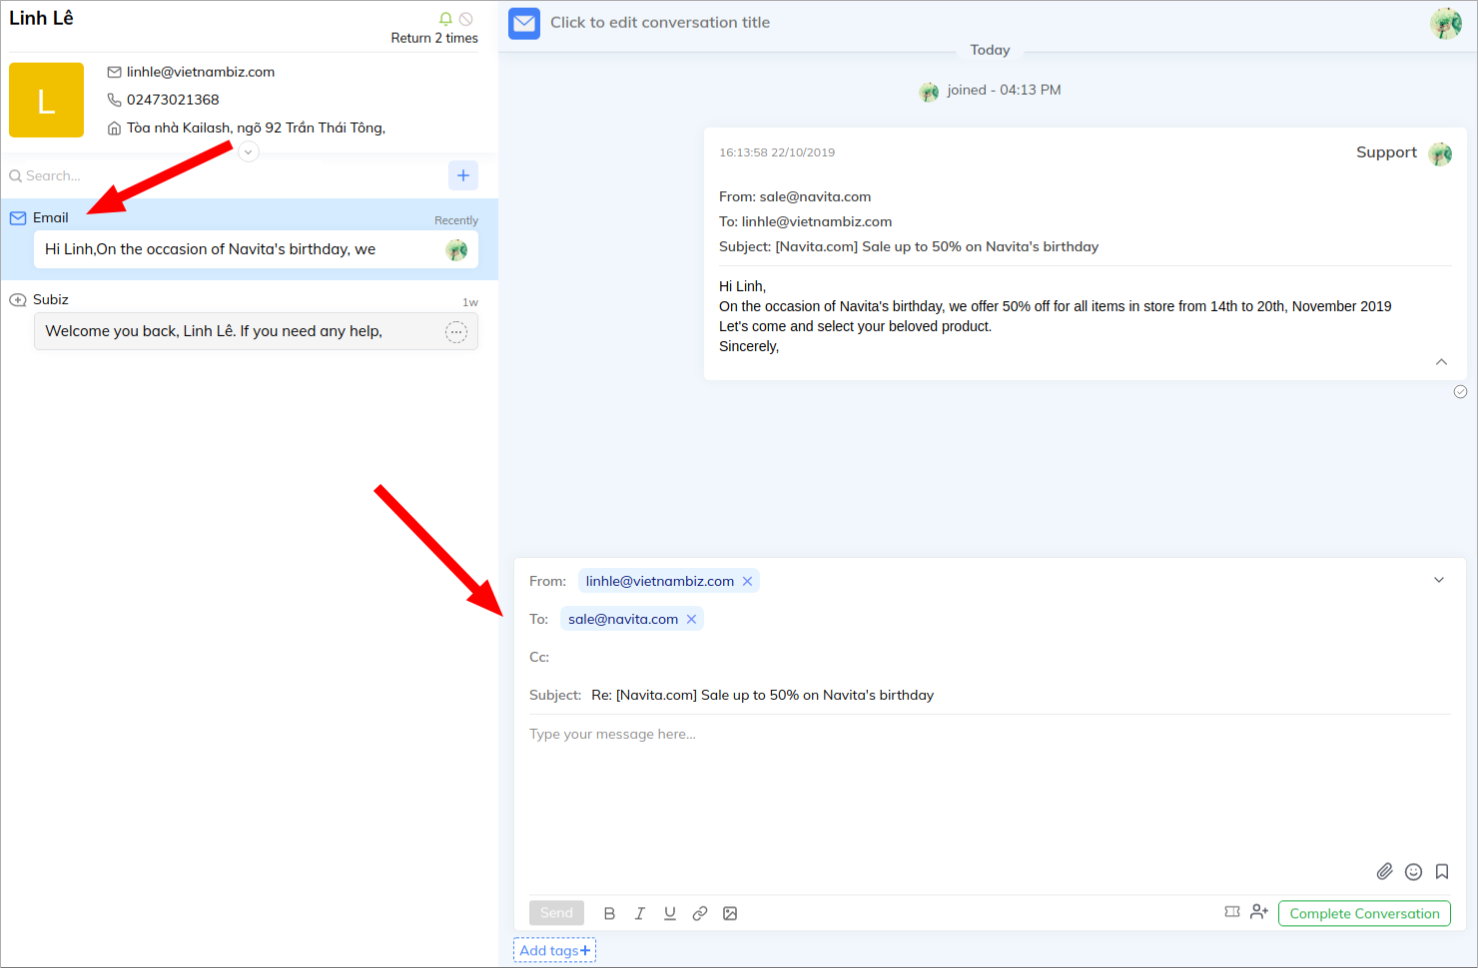 Linh Lê
Return 2 times
L
linhle@vietnambiz.com
02473021368
Tòa nhà Kailash, ngõ 92 Trần Thái Tông,
Search...
+
Email
Recently
Hi Linh,On the occasion of Navita's birthday, we
Subiz
1w
Welcome you back, Linh Lê. If you need any help,
Click to edit conversation title
Today
joined - 04:13 PM
16:13:58 22/10/2019
Support
From: sale@navita.com
To: linhle@vietnambiz.com
Subject: [Navita.com] Sale up to 50% on Navita's birthday
Hi Linh,
On the occasion of Navita's birthday, we offer 50% off for all items in store from 14th to 20th, November 2019
Let's come and select your beloved product.
Sincerely,
From: linhle@vietnambiz.com
To: sale@navita.com
Cc:
Subject: Re: [Navita.com] Sale up to 50% on Navita's birthday
Type your message here...
Send B I U
Complete Conversation
Add tags+